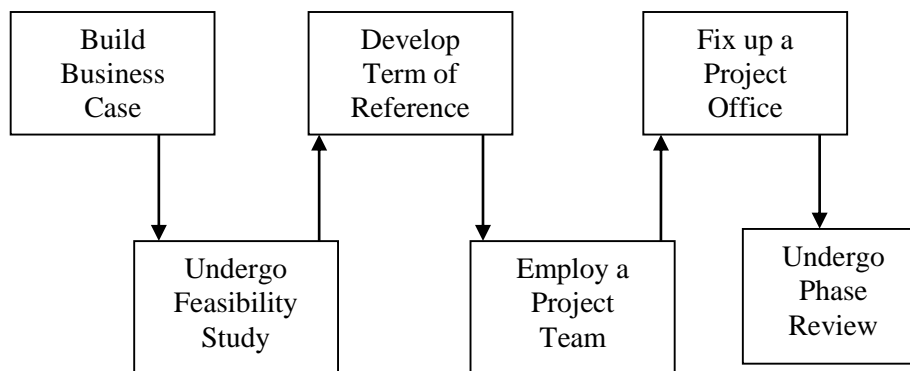 Build
Business
Case
Undergo
Feasibility
Study
Develop
Term of
Reference
Employ a
Project
Team
Fix up a
Project
Office
Undergo
Phase
Review